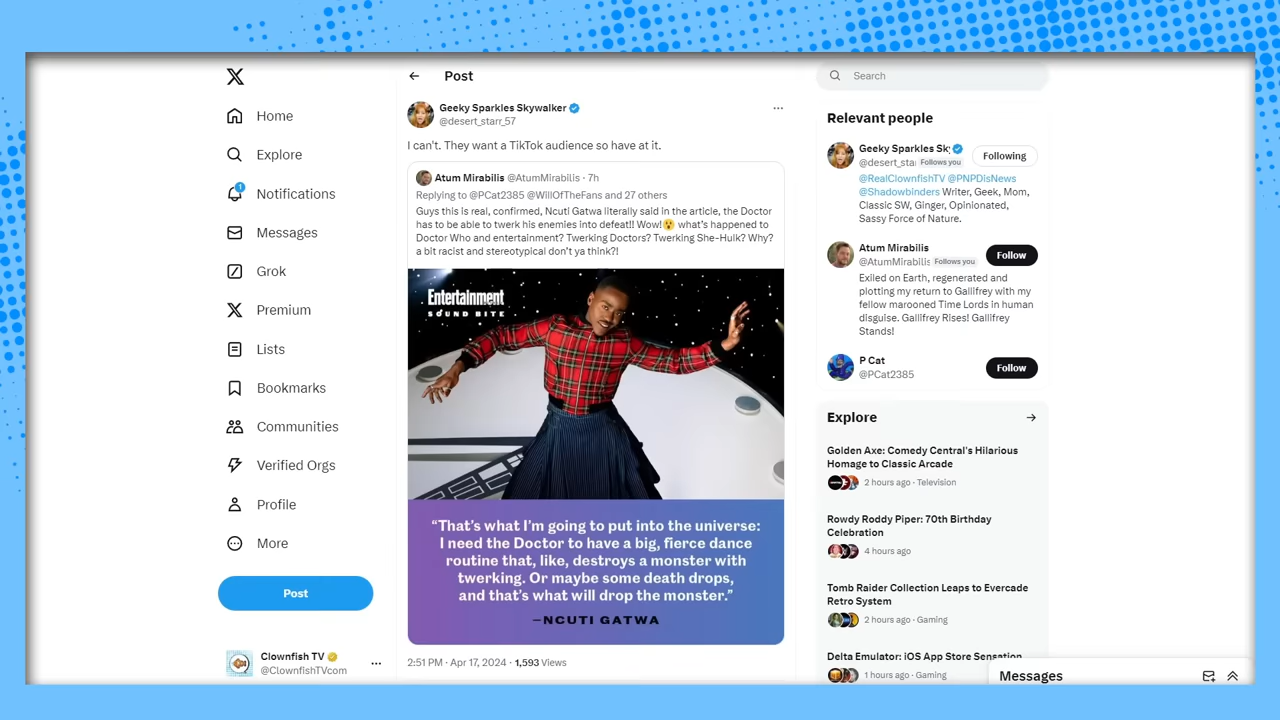 Post
Search
Geeky Sparkles Skywalker
@desert_starr_57
Home
Explore
Notifications
1
Messages
Grok
Premium
Lists
Bookmarks
Communities
Verified Orgs
Profile
More
Post
Clownfish TV
@ClownfishTVcom
I can't. They want a TikTok audience so have at it.
Atum Mirabilis @AtumMirabilis · 7h
Replying to @PCat2385 @WillOfTheFans and 27 others
Guys this is real, confirmed, Ncuti Gatwa literally said in the article, the Doctor
has to be able to twerk his enemies into defeat!! Wow!😮 what's happened to
Doctor Who and entertainment? Twerking Doctors? Twerking She-Hulk? Why?
a bit racist and stereotypical don't ya think?!
Entertainment
SOUND BITE
“That’s what I’m going to put into the universe:
I need the Doctor to have a big, fierce dance
routine that, like, destroys a monster with
twerking. Or maybe some death drops,
and that’s what will drop the monster.”
—NCUTI GATWA
2:51 PM · Apr 17, 2024 · 1,593 Views
Relevant people
Geeky Sparkles Sky
@desert_sta Follows you
Following
@RealClownfishTV @PNPDisNews
@Shadowbinders Writer, Geek, Mom,
Classic SW, Ginger, Opinionated,
Sassy Force of Nature.
Atum Mirabilis
@AtumMirabilis Follows you
Follow
Exiled on Earth, regenerated and
plotting my return to Gallifrey with my
fellow marooned Time Lords in human
disguise. Gallifrey Rises! Gallifrey
Stands!
P Cat
@PCat2385
Follow
Explore
Golden Axe: Comedy Central's Hilarious
Homage to Classic Arcade
2 hours ago · Television
Rowdy Roddy Piper: 70th Birthday
Celebration
4 hours ago
Tomb Raider Collection Leaps to Evercade
Retro System
2 hours ago · Gaming
Delta Emulator: iOS App Store Sensation
hours ago · Gaming
Messages